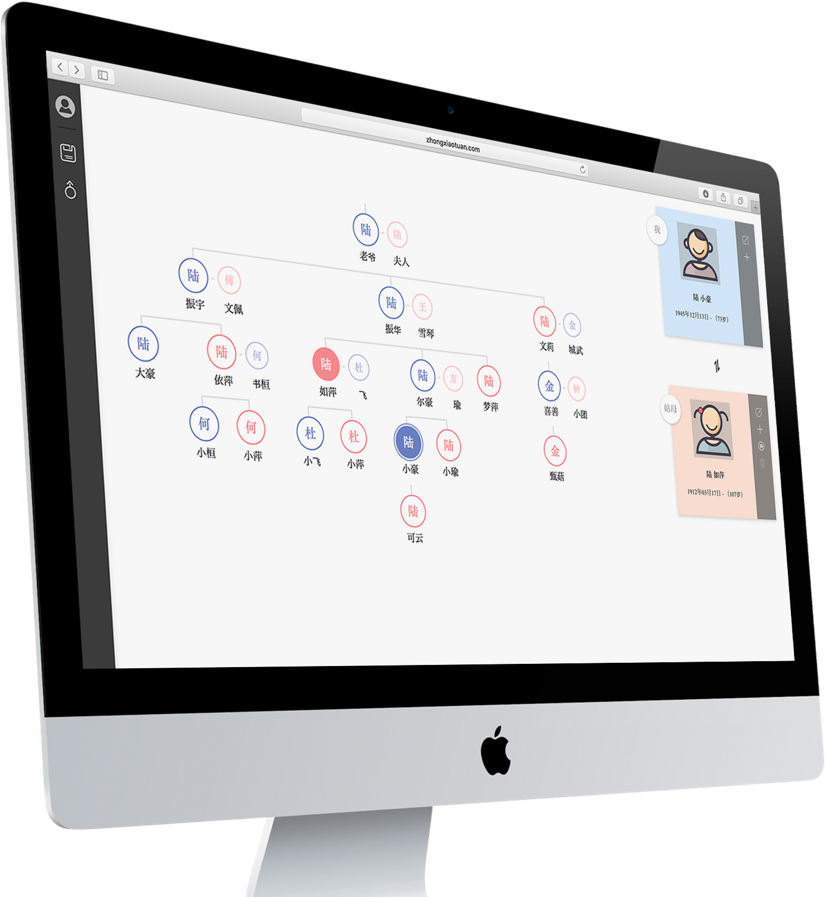 zhongxiaotuan.com
陆
陆
老爷
夫人
陆
傅
振宇
文佩
陆
王
振华
雪琴
陆
金
文莉
城武
陆
大豪
陆
何
依萍
书桓
陆
杜
如萍
飞
陆
方
尔豪
瑜
陆
梦萍
金
钟
喜善
小团
何
小桓
何
小萍
杜
小飞
杜
小萍
陆
小豪
陆
小瑜
金
甄菇
陆
可云
我
陆 小豪
1945年12月13日 - （73岁）
姑母
陆 如萍
1912年03月17日 - （107岁）